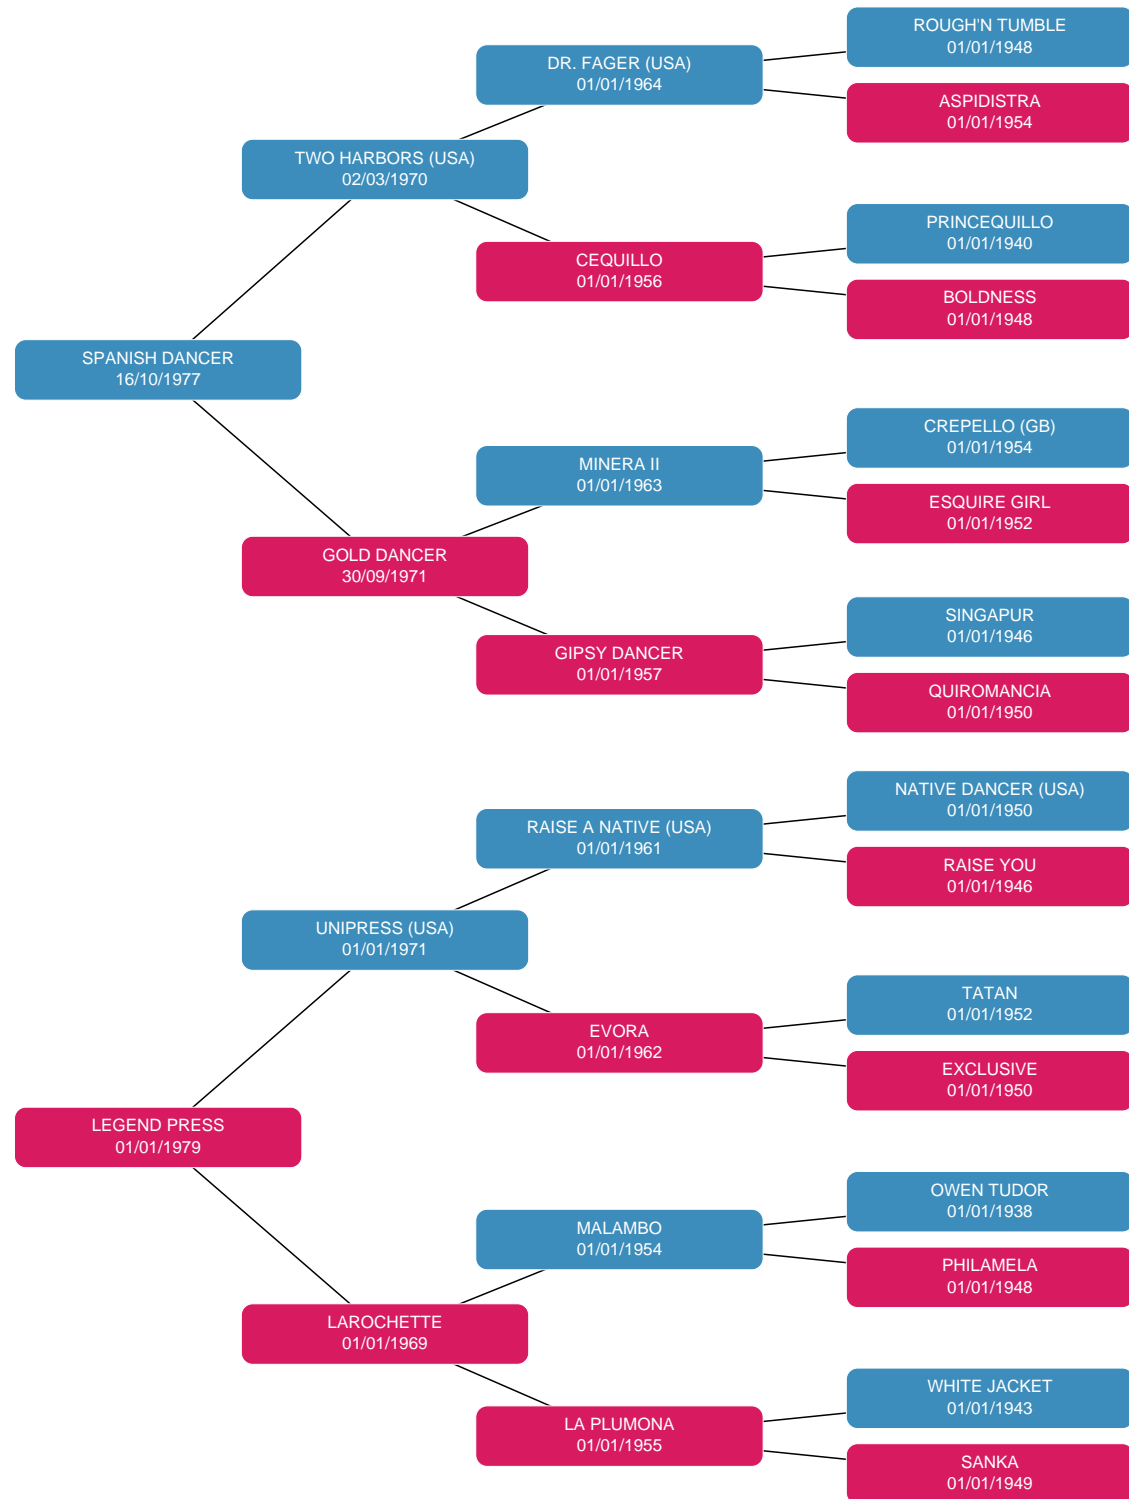 ROUGH'N TUMBLE
01/01/1948
DR. FAGER (USA)
01/01/1964
ASPIDISTRA
01/01/1954
TWO HARBORS (USA)
02/03/1970
PRINCEQUILLO
01/01/1940
CEQUILLO
01/01/1956
BOLDNESS
01/01/1948
SPANISH DANCER
16/10/1977
CREPELLO (GB)
01/01/1954
MINERA II
01/01/1963
ESQUIRE GIRL
01/01/1952
GOLD DANCER
30/09/1971
SINGAPUR
01/01/1946
GIPSY DANCER
01/01/1957
QUIROMANCIA
01/01/1950
NATIVE DANCER (USA)
01/01/1950
RAISE A NATIVE (USA)
01/01/1961
RAISE YOU
01/01/1946
UNIPRESS (USA)
01/01/1971
TATAN
01/01/1952
EVORA
01/01/1962
EXCLUSIVE
01/01/1950
LEGEND PRESS
01/01/1979
OWEN TUDOR
01/01/1938
MALAMBO
01/01/1954
PHILAMELA
01/01/1948
LAROCHETTE
01/01/1969
WHITE JACKET
01/01/1943
LA PLUMONA
01/01/1955
SANKA
01/01/1949